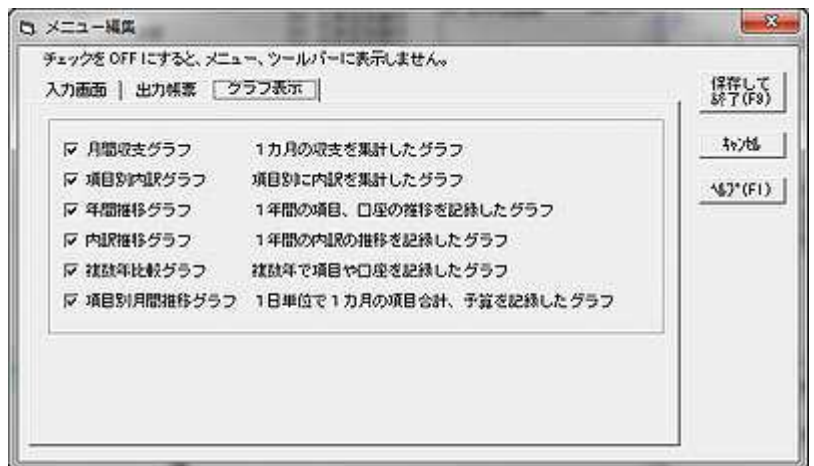 メニュー編集
チェックを OFF にすると、メニュー、ツールバーに表示しません。
入力画面 出力帳票 グラフ表示
保存して
終了(F9)
キャンセル
ヘルプ(F1)
月間収支グラフ 1カ月の収支を集計したグラフ
項目別内訳グラフ 項目別に内訳を集計したグラフ
年間推移グラフ 1年間の項目、口座の推移を記録したグラフ
内訳推移グラフ 1年間の内訳の推移を記録したグラフ
複数年比較グラフ 複数年で項目や口座を記録したグラフ
項目別月間推移グラフ 1日単位で1カ月の項目合計、予算を記録したグラフ